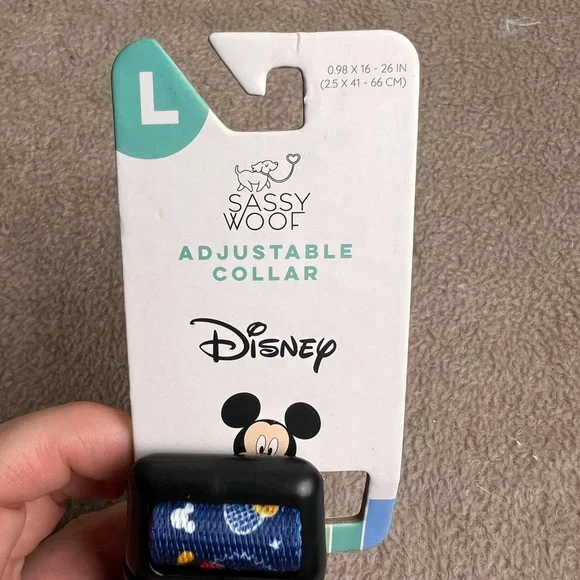 L
0.98 X 16 - 26 IN
(2.5 X 41 - 66 CM)
SASSY
WOOF
ADJUSTABLE
COLLAR
Disney